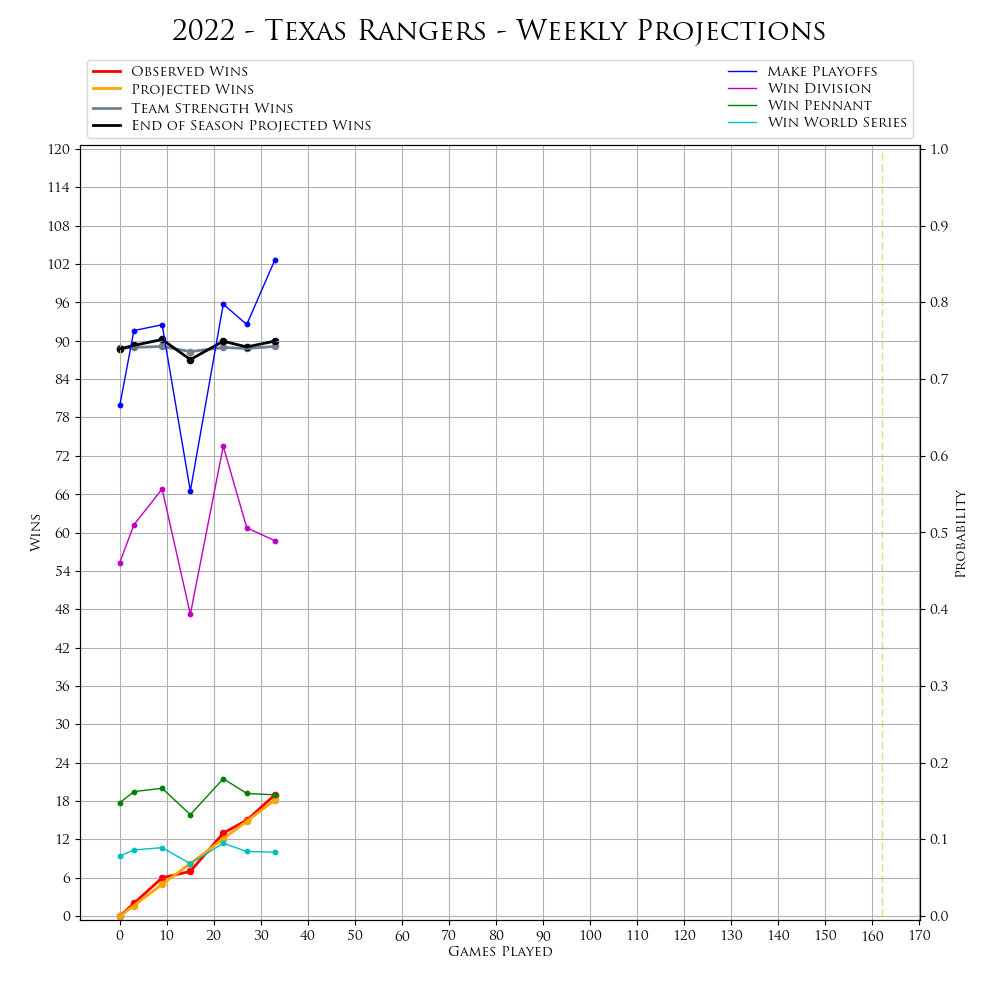 2022 - Texas Rangers - Weekly Projections
Observed Wins
Projected Wins
Team Strength Wins
End of Season Projected Wins
Make Playoffs
Win Division
Win Pennant
Win World Series
120
114
108
102
96
90
84
78
72
66
60
54
48
42
36
30
24
18
12
6
0
Wins
1.0
0.9
0.8
0.7
0.6
0.5
0.4
0.3
0.2
0.1
0.0
Probability
0 10 20 30 40 50 60 70 80 90 100 110 120 130 140 150 160 170
Games Played